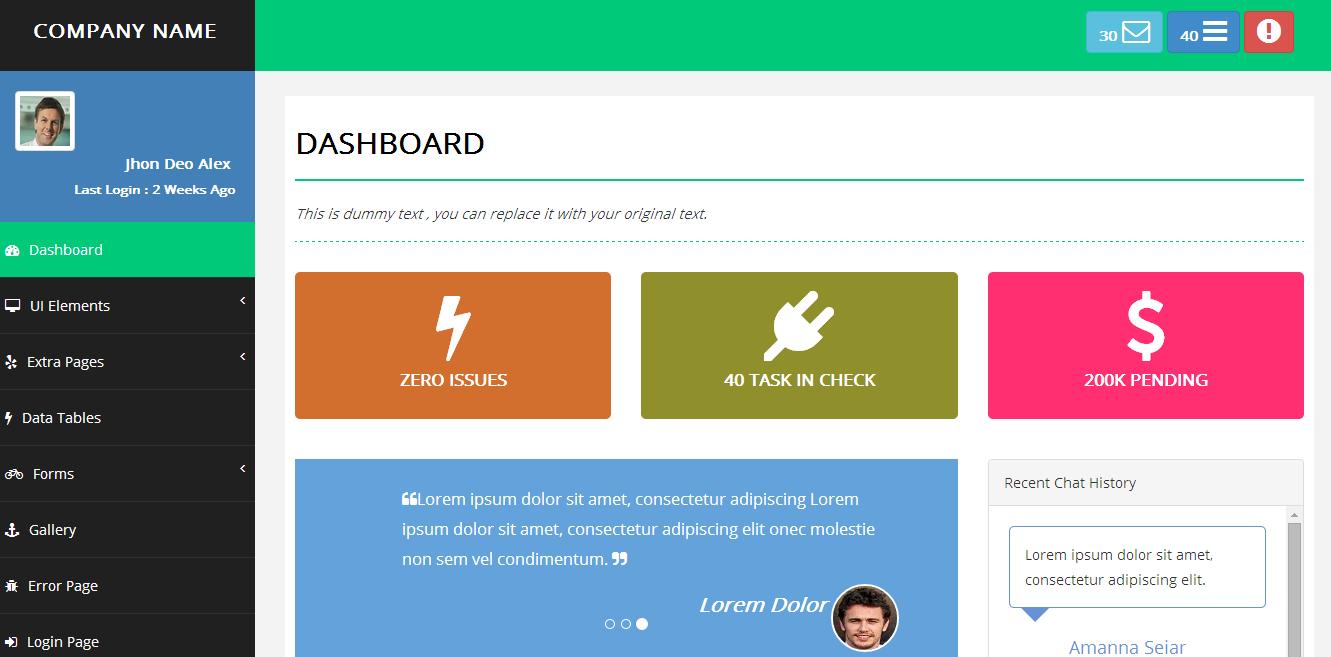 COMPANY NAME
30
40
Jhon Deo Alex
Last Login : 2 Weeks Ago
Dashboard
UI Elements
Extra Pages
Data Tables
Forms
Gallery
Error Page
Login Page
DASHBOARD
This is dummy text , you can replace it with your original text.
ZERO ISSUES
40 TASK IN CHECK
200K PENDING
❝Lorem ipsum dolor sit amet, consectetur adipiscing Lorem
ipsum dolor sit amet, consectetur adipiscing elit onec molestie
non sem vel condimentum. ❞
Lorem Dolor
Recent Chat History
Lorem ipsum dolor sit amet,
consectetur adipiscing elit.
Amanna Seiar